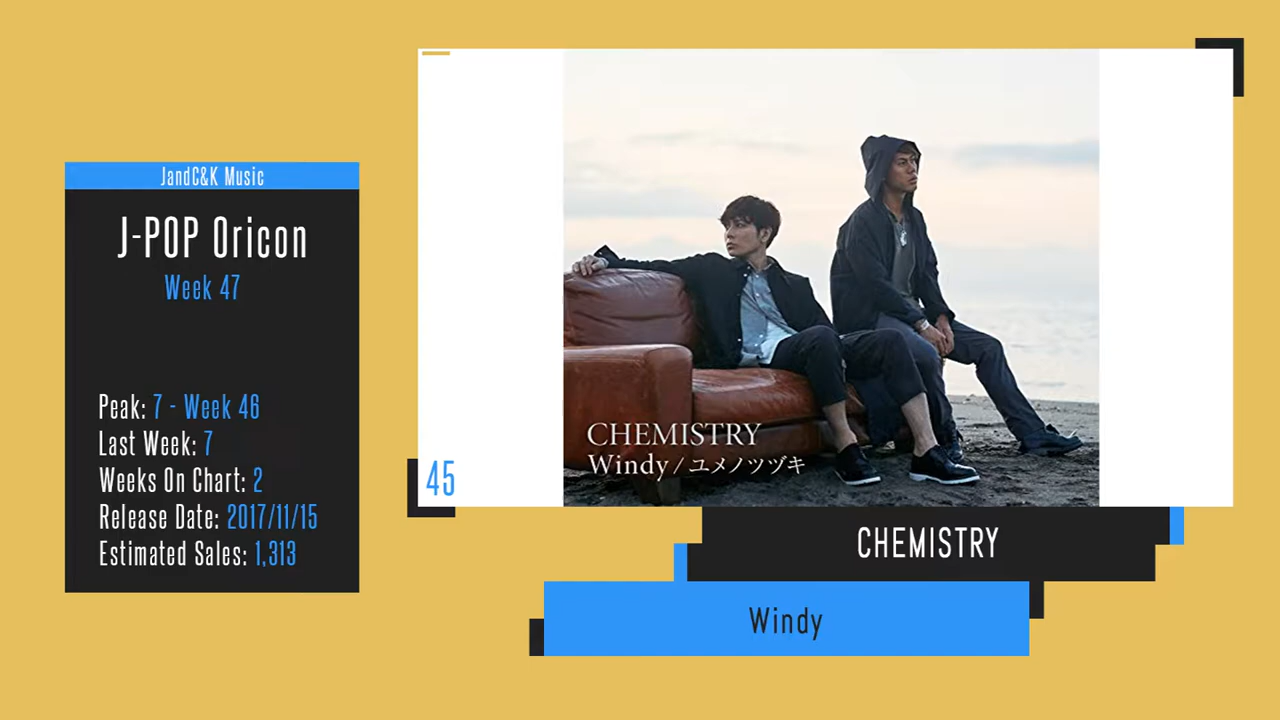 JandC&K Music
J-POP Oricon
Week 47
Peak: 7 - Week 46
Last Week: 7
Weeks On Chart: 2
Release Date: 2017/11/15
Estimated Sales: 1,313
CHEMISTRY
Windy / ユメノツヅキ
45
CHEMISTRY
Windy